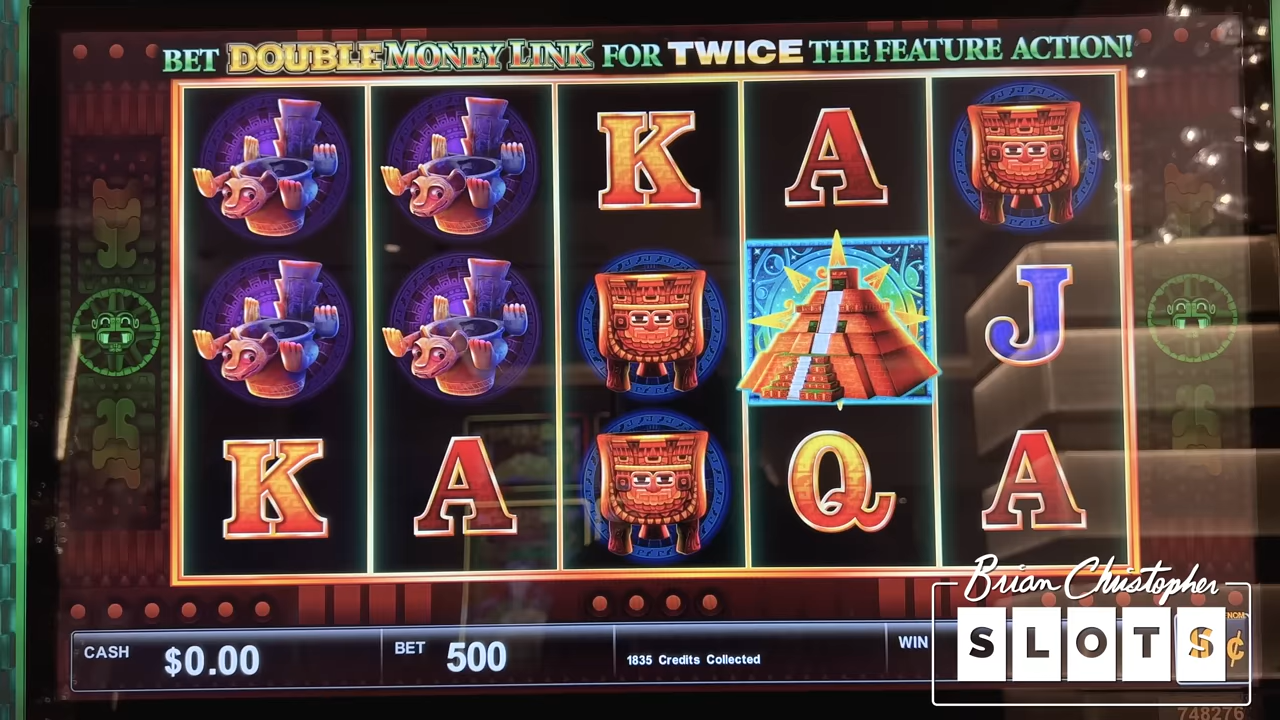 BET DOUBLE MONEY LINK FOR TWICE THE FEATURE ACTION!
K A
J
K A Q A
CASH $0.00 BET 500 1835 Credits Collected WIN
Brian Christopher
SLOTS
¢
748276